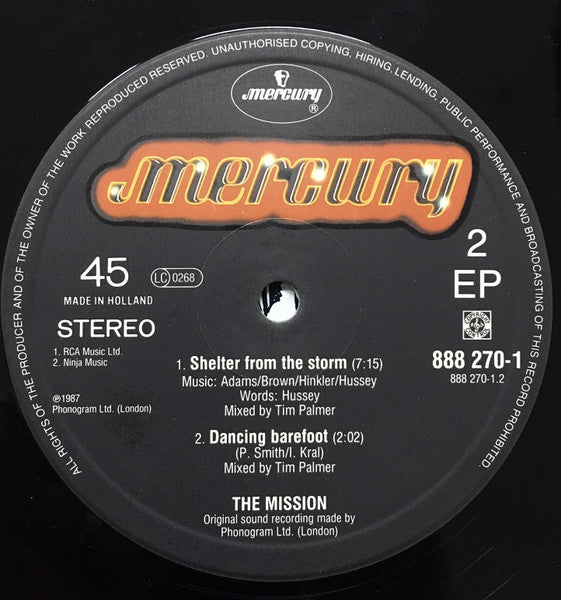 ALL RIGHTS OF THE PRODUCER AND OF THE OWNER OF THE WORK REPRODUCED RESERVED. UNAUTHORISED COPYING, HIRING, LENDING, PUBLIC PERFORMANCE AND BROADCASTING OF THIS RECORD PROHIBITED.
mercury
®
mercury
2
EP
45
LC 0268
MADE IN HOLLAND
STEREO
1. RCA Music Ltd.
2. Ninja Music
888 270-1
888 270-1.2
℗1987
Phonogram Ltd. (London)
1. Shelter from the storm (7:15)
Music: Adams/Brown/Hinkler/Hussey
Words: Hussey
Mixed by Tim Palmer
2. Dancing barefoot (2:02)
(P. Smith/I. Kral)
Mixed by Tim Palmer
THE MISSION
Original sound recording made by
Phonogram Ltd. (London)